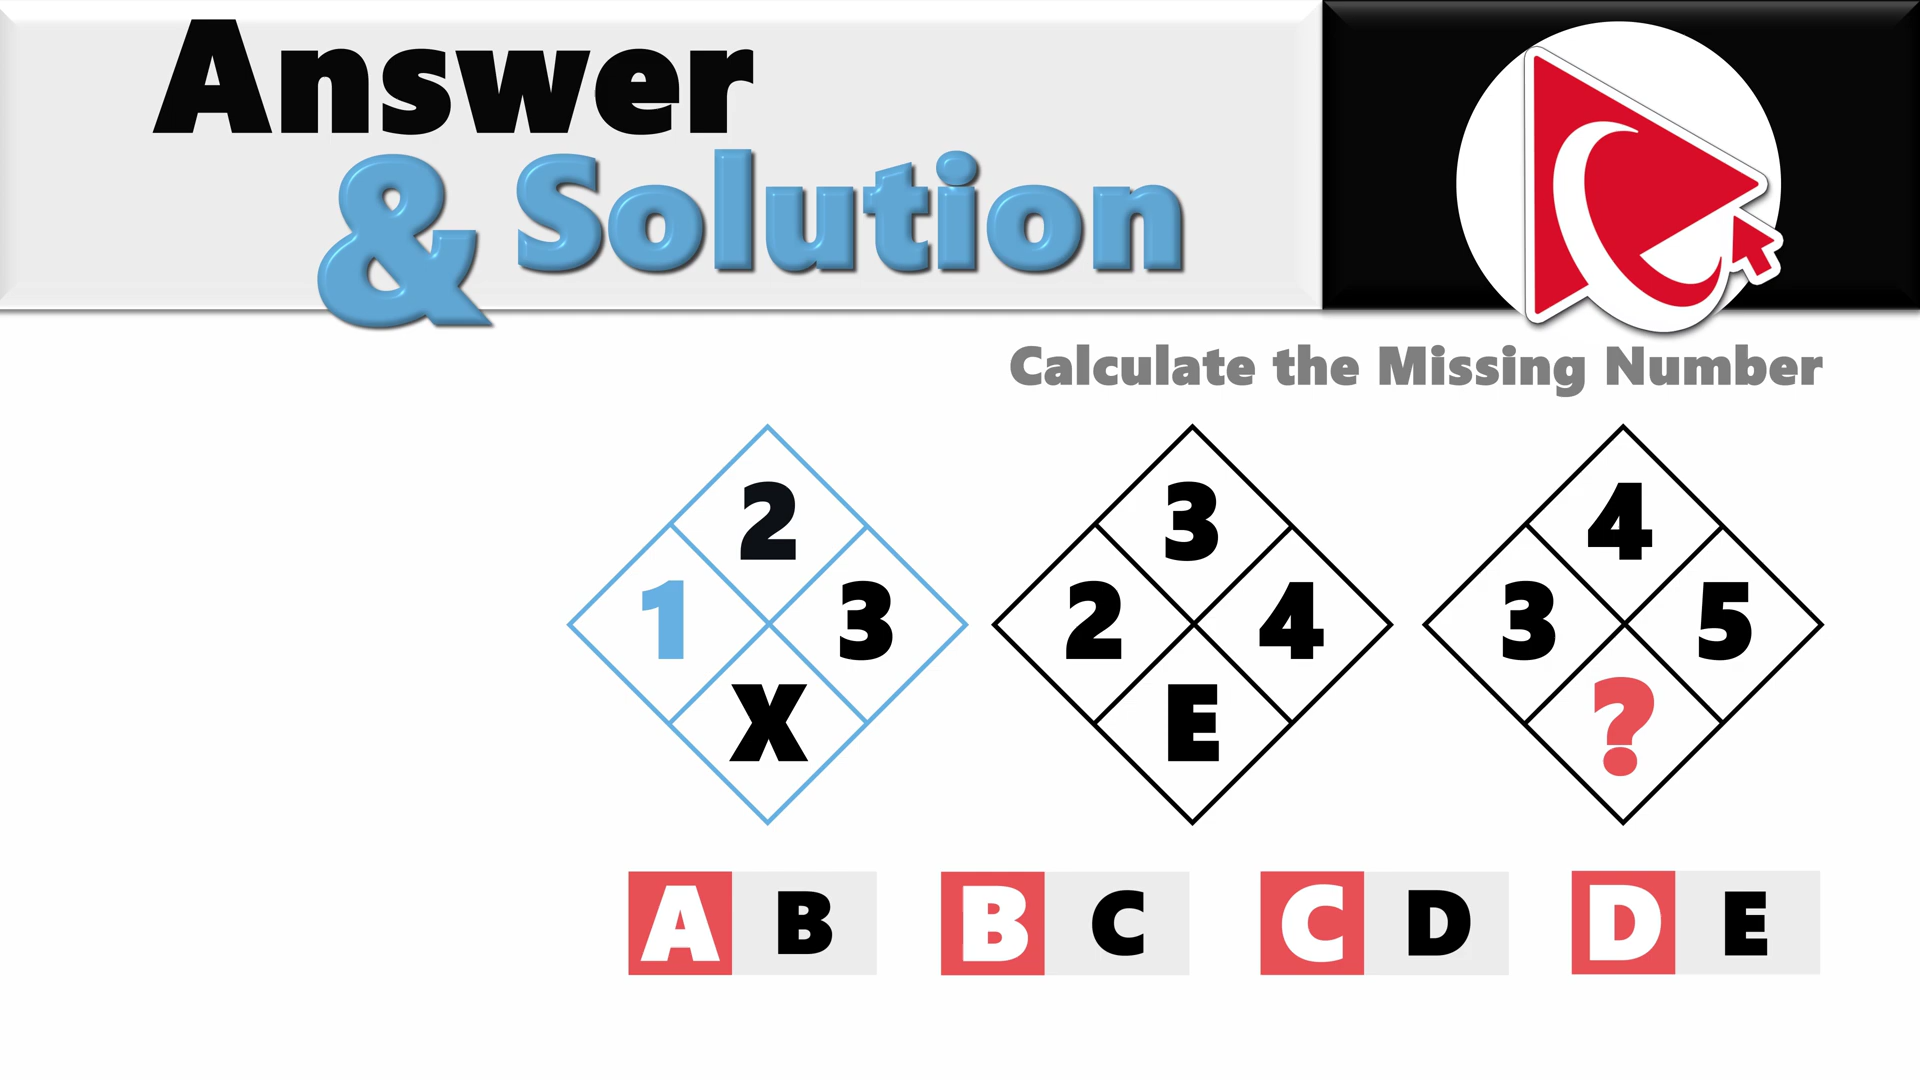 Answer
& Solution
Calculate the Missing Number
2 3 4
1 3 2 4 3 5
X E ?
A B B C C D D E